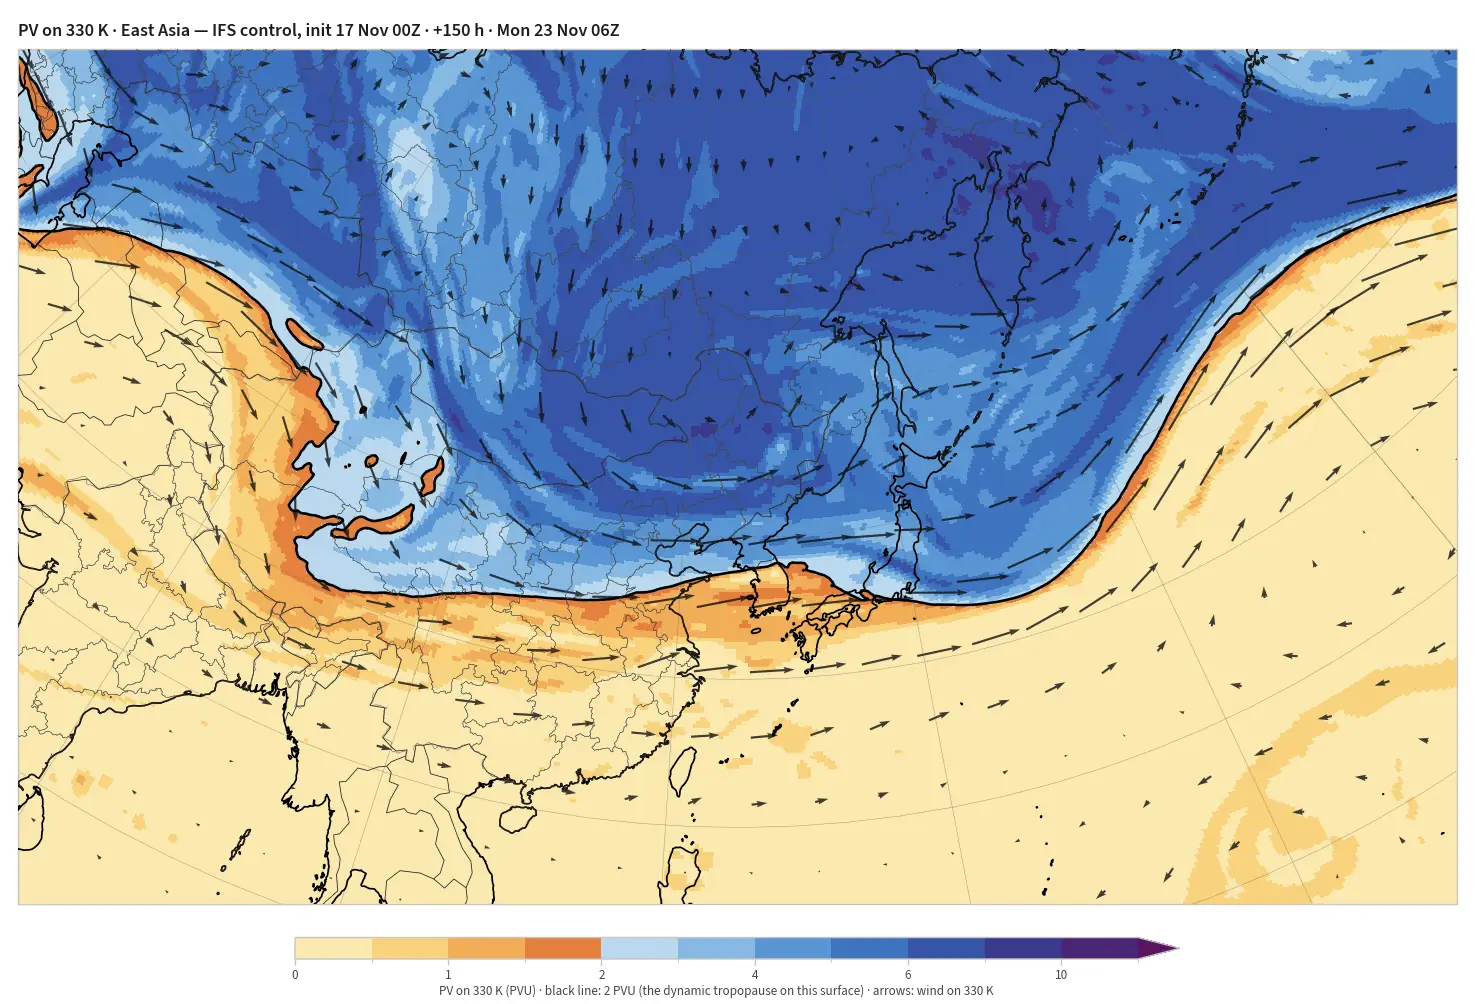 PV on 330 K · East Asia — IFS control, init 17 Nov 00Z · +150 h · Mon 23 Nov 06Z
0 1 2 4 6 10
PV on 330 K (PVU) · black line: 2 PVU (the dynamic tropopause on this surface) · arrows: wind on 330 K